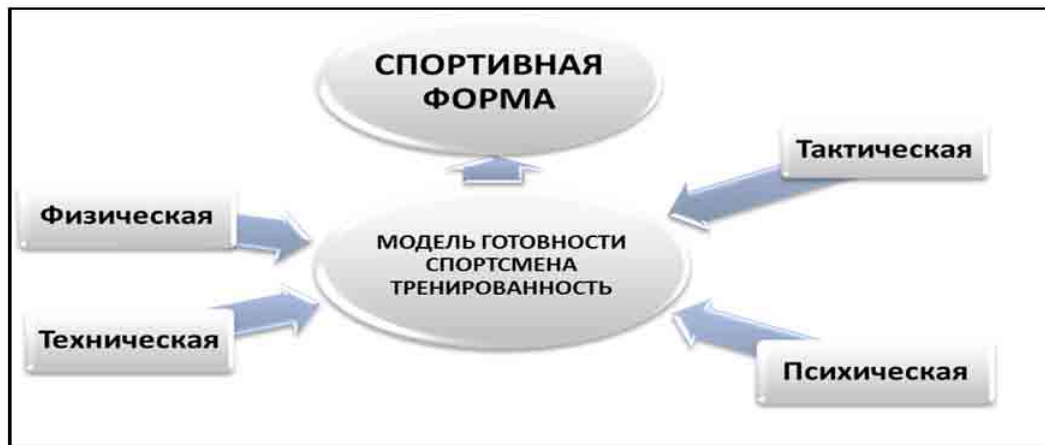 СПОРТИВНАЯ
ФОРМА
Тактическая
Физическая
МОДЕЛЬ ГОТОВНОСТИ
СПОРТСМЕНА
ТРЕНИРОВАННОСТЬ
Техническая
Психическая